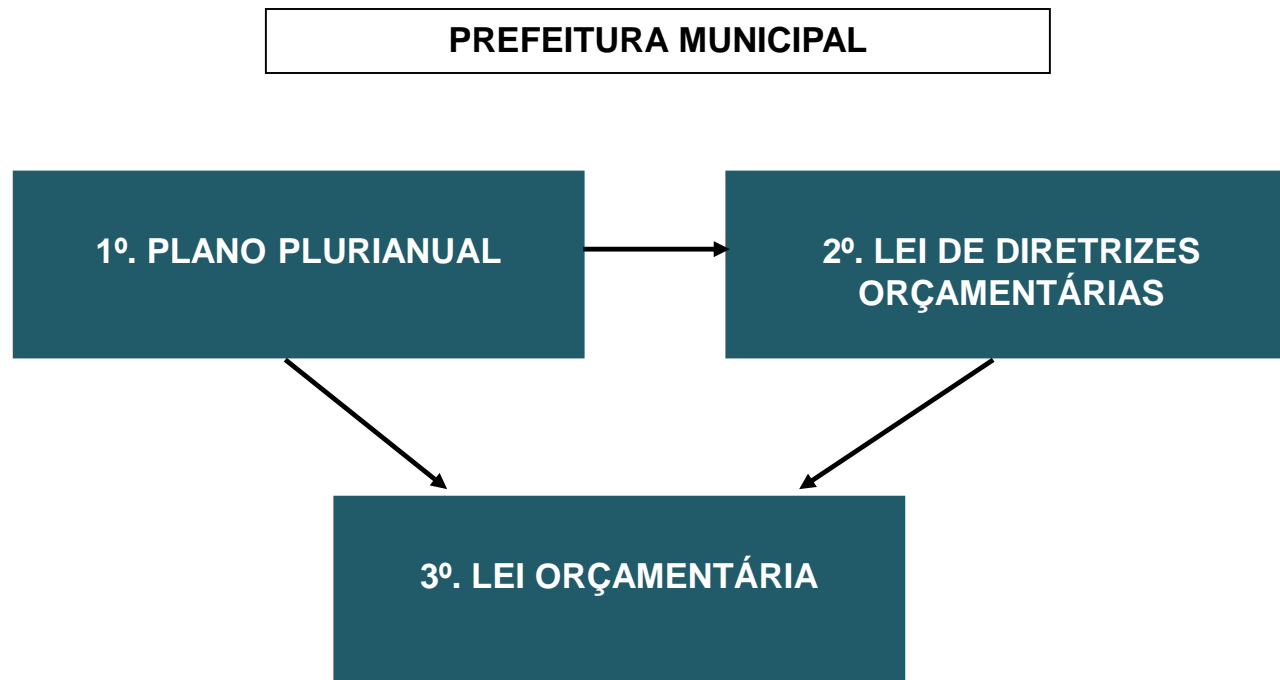 PREFEITURA MUNICIPAL
1º. PLANO PLURIANUAL
2º. LEI DE DIRETRIZES
ORÇAMENTÁRIAS
3º. LEI ORÇAMENTÁRIA